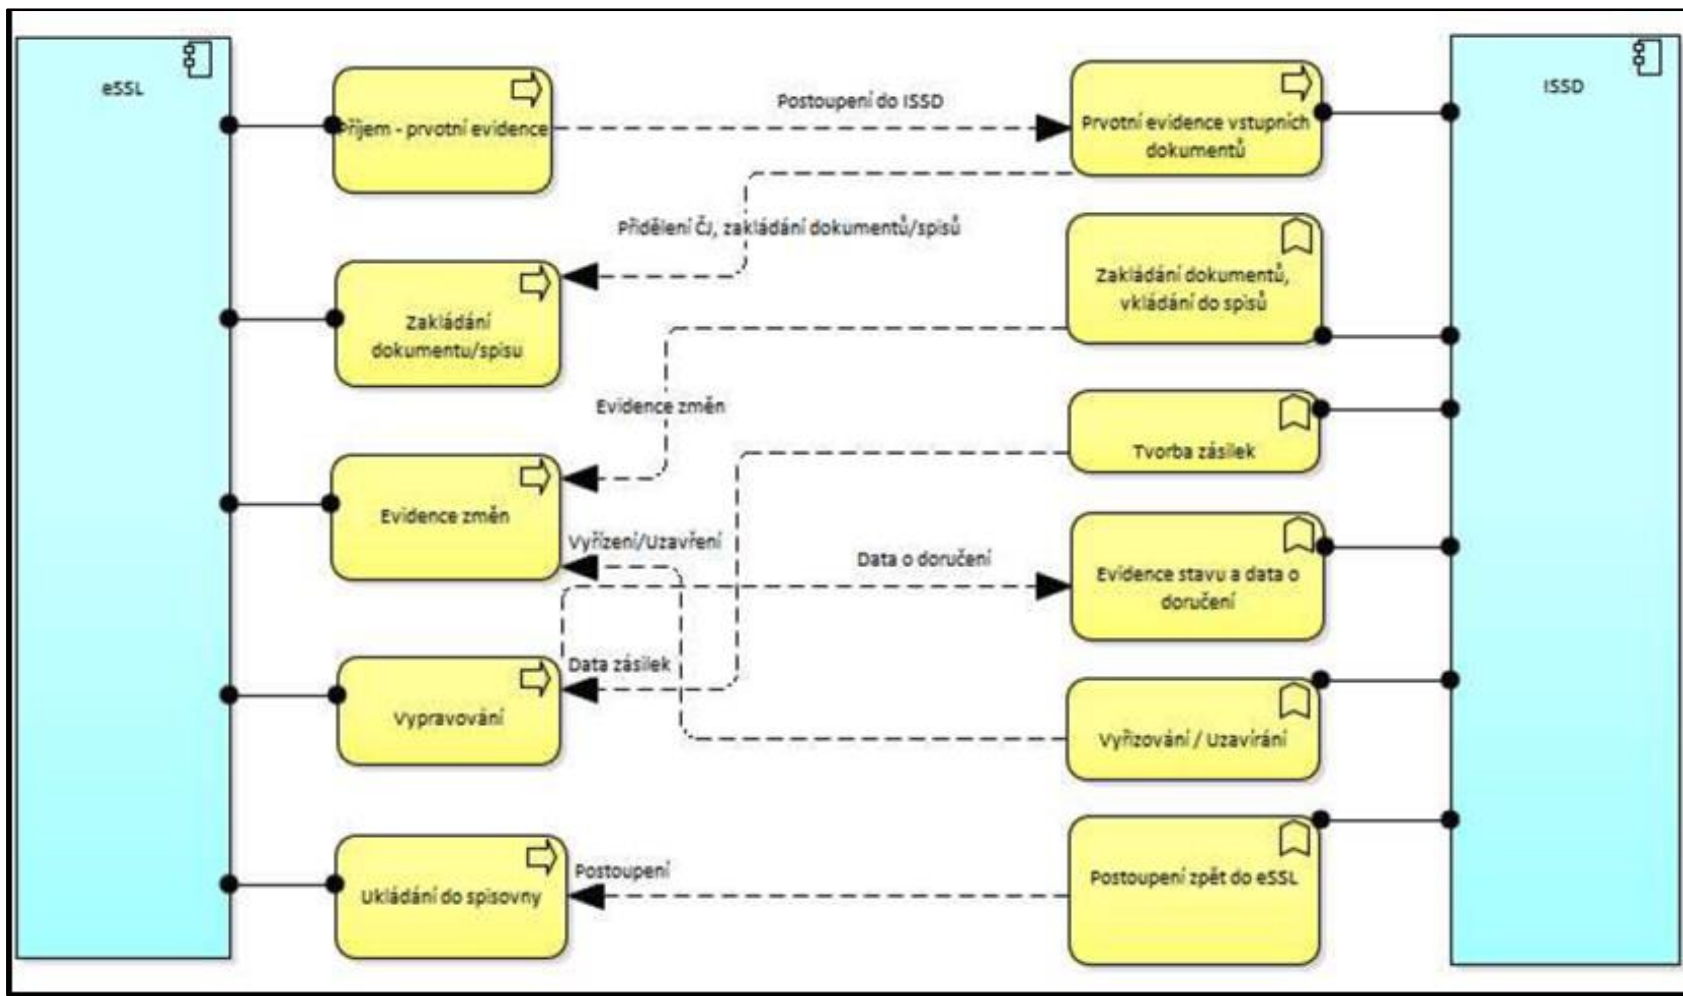 eSSL
ISSD
Příjem - prvotní evidence
Postoupení do ISSD
Prvotní evidence vstupních
dokumentů
Přidělení ČJ, zakládání dokumentů/spisů
Zakládání
dokumentu/spisu
Zakládání dokumentů,
vkládání do spisů
Evidence změn
Tvorba zásilek
Evidence změn
Vyřízení/Uzavření
Data o doručení
Evidence stavu a data o
doručení
Data zásilek
Vypravování
Vyřizování / Uzavírání
Postoupení
Ukládání do spisovny
Postoupení zpět do eSSL